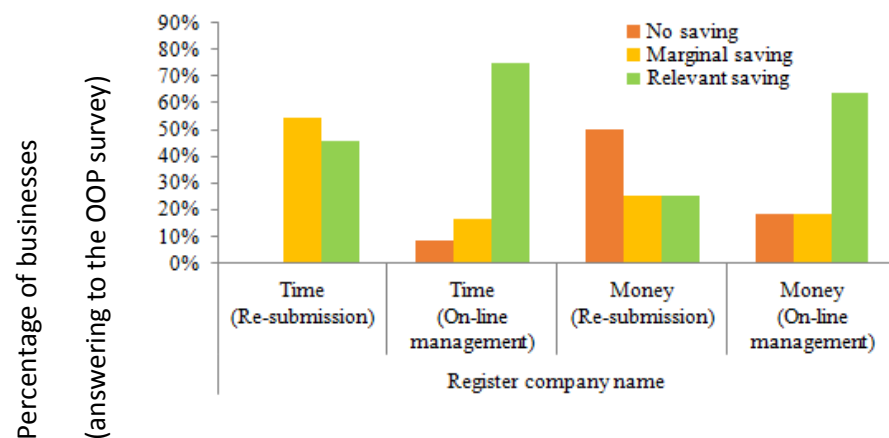 Percentage of businesses
(answering to the OOP survey)
90%
80%
70%
60%
50%
40%
30%
20%
10%
0%
No saving
Marginal saving
Relevant saving
Time
(Re-submission)
Time
(On-line
management)
Money
(Re-submission)
Money
(On-line
management)
Register company name